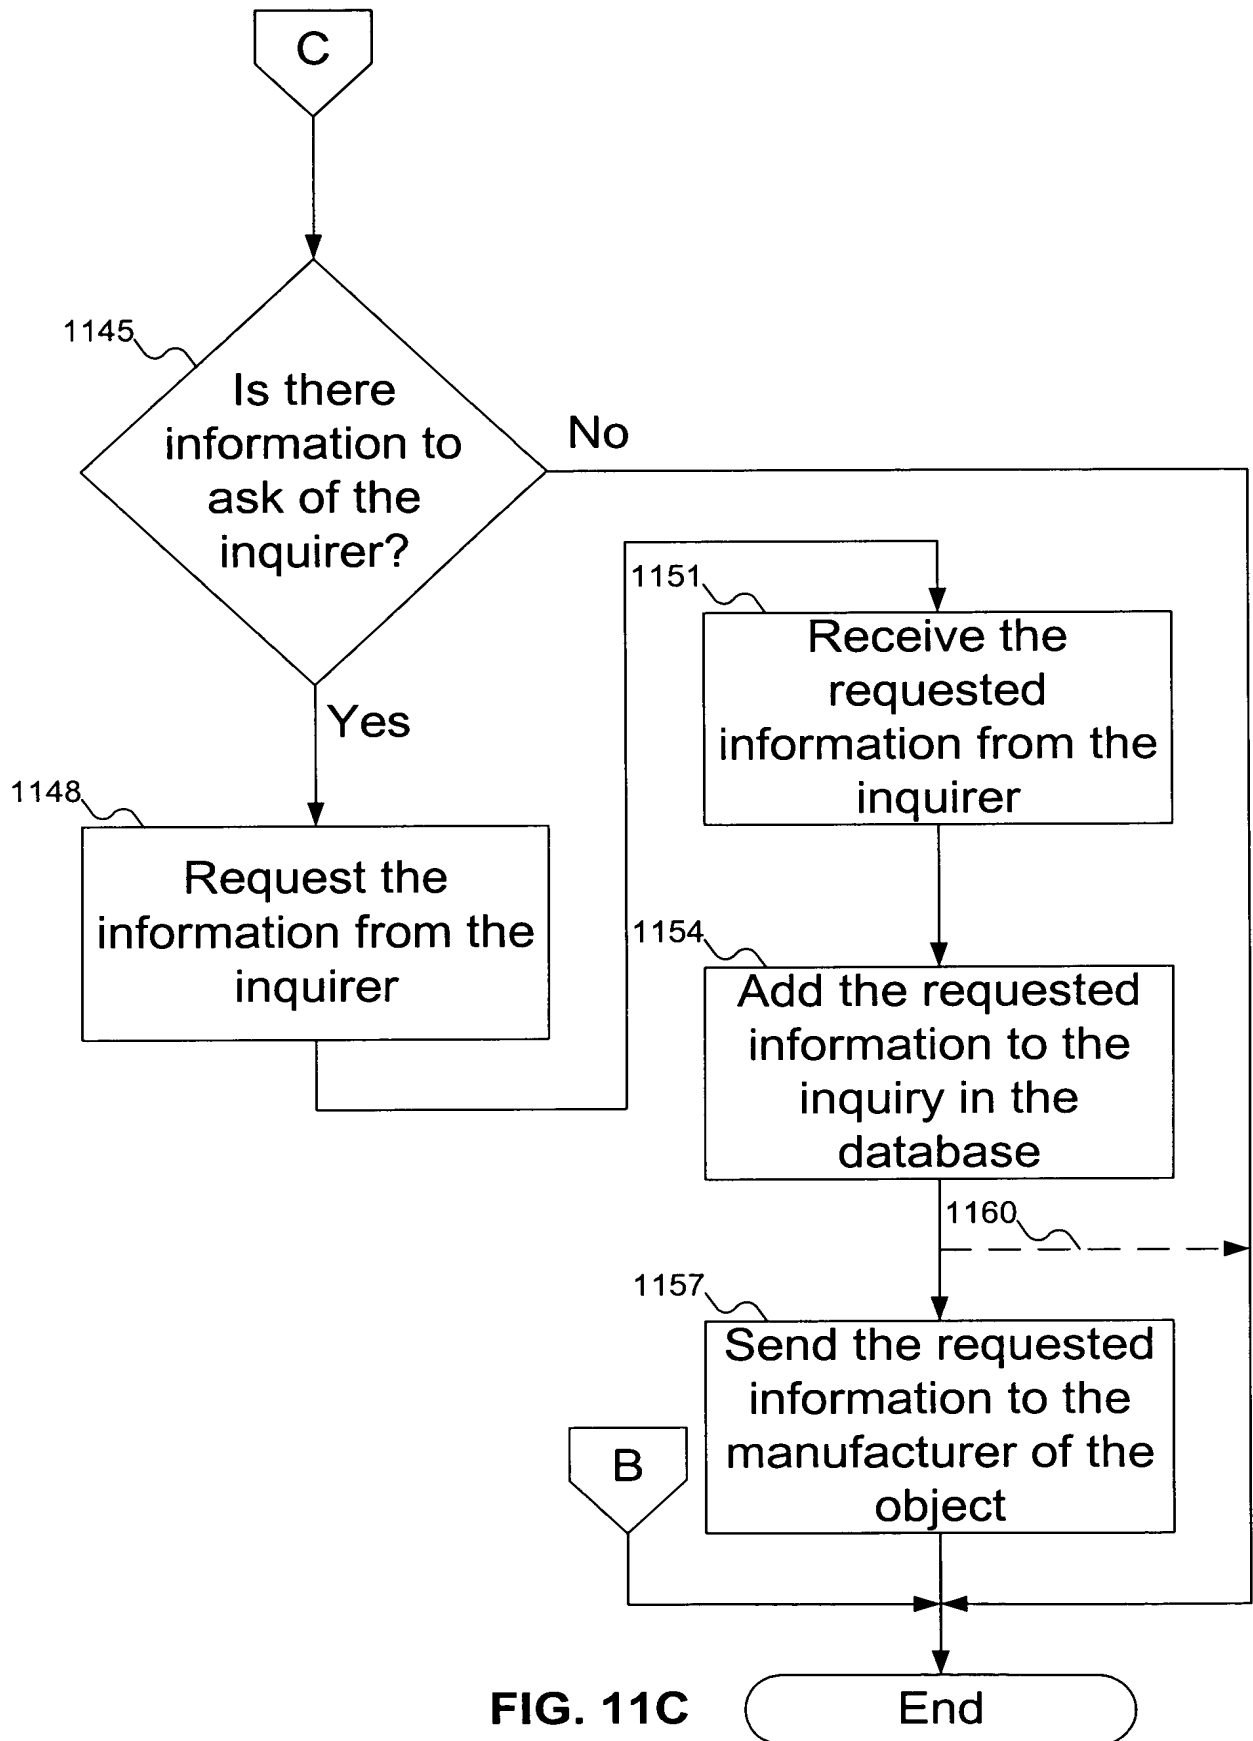 C
1145
Is there
information to
ask of the
inquirer?
No
Yes
1148
Request the
information from the
inquirer
1151
Receive the
requested
information from the
inquirer
1154
Add the requested
information to the
inquiry in the
database
1160
1157
Send the requested
information to the
manufacturer of the
object
B
End
FIG. 11C